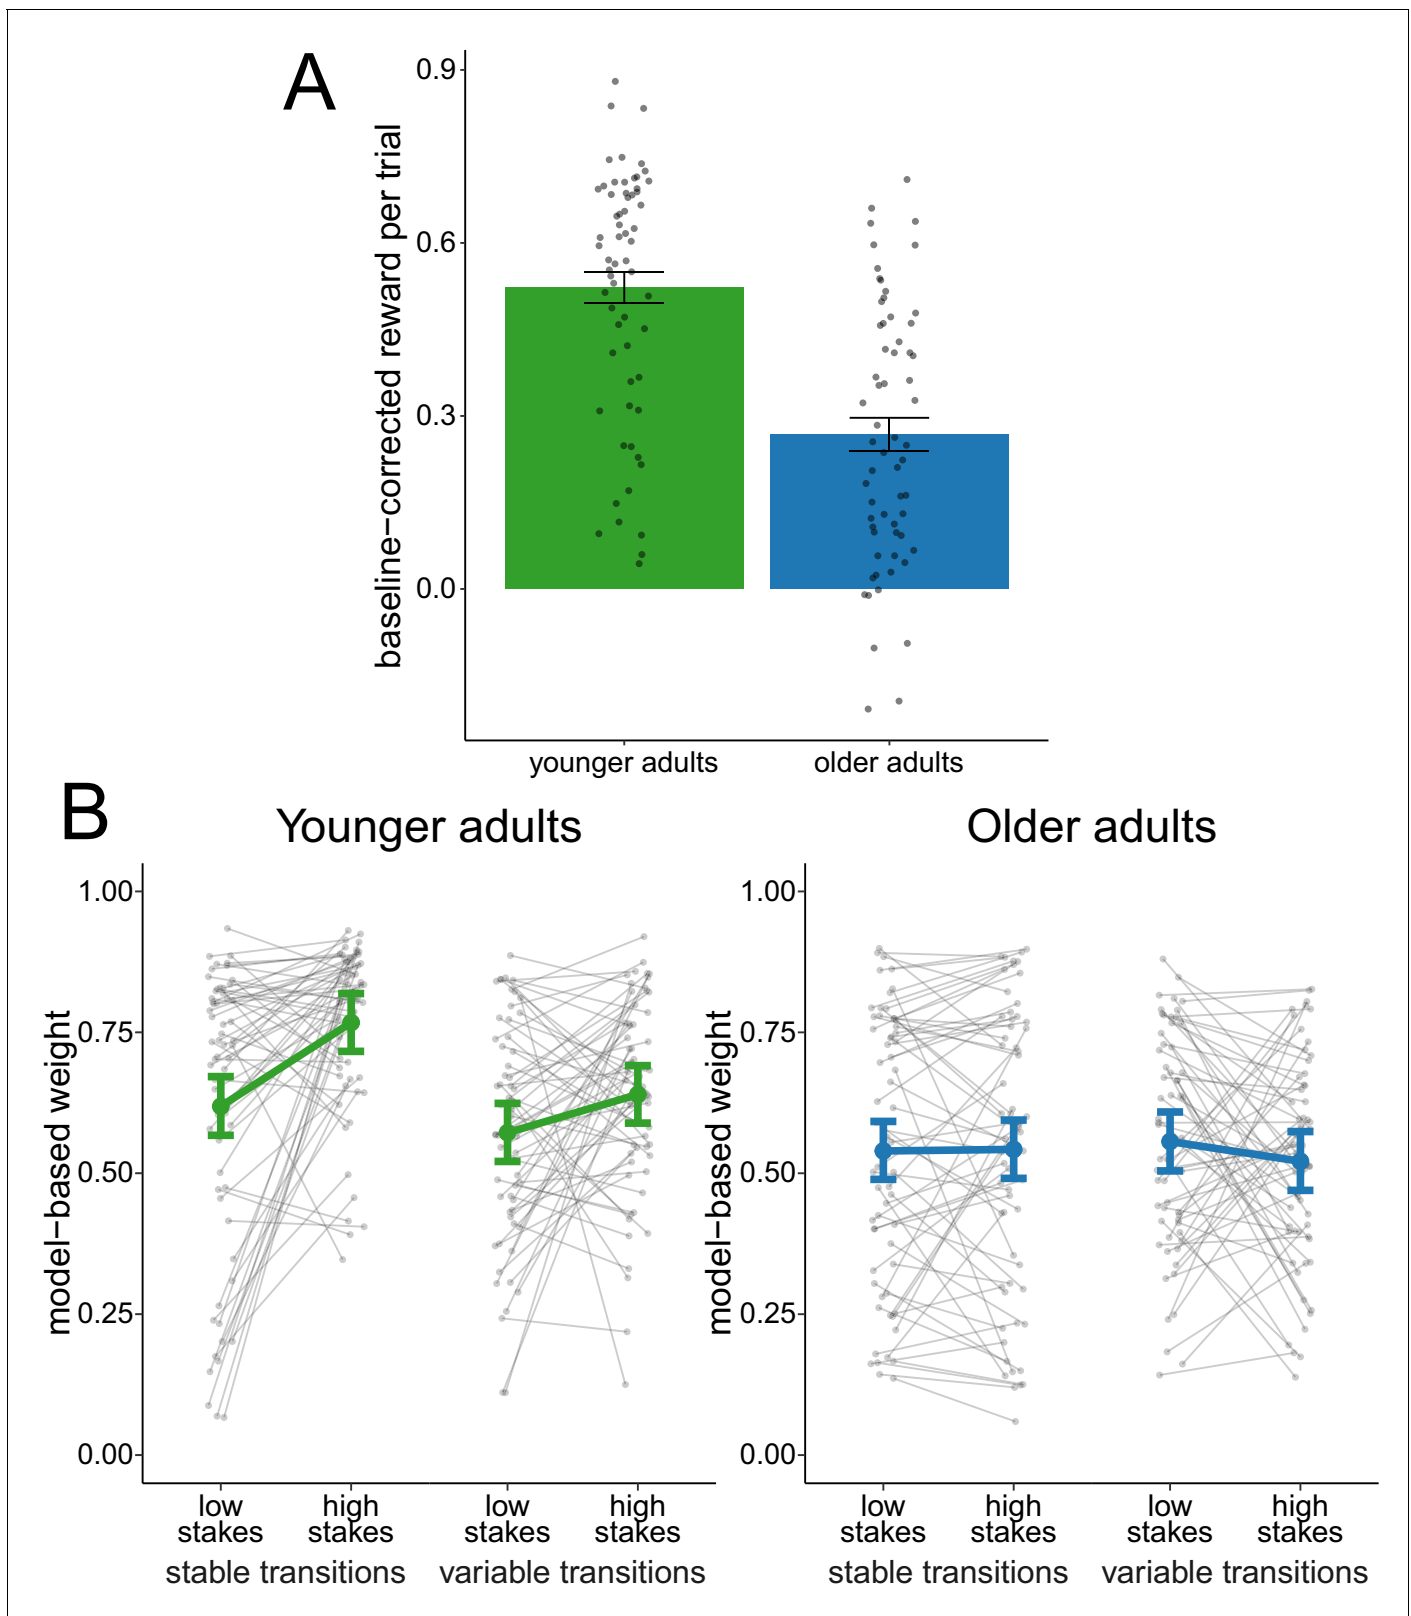 A
0.9
0.6
0.3
0.0
baseline−corrected reward per trial
younger adults
older adults
B
Younger adults
1.00
0.75
0.50
0.25
0.00
model−based weight
low
stakes
high
stakes
low
stakes
high
stakes
stable transitions
variable transitions
Older adults
1.00
0.75
0.50
0.25
0.00
model−based weight
low
stakes
high
stakes
low
stakes
high
stakes
stable transitions
variable transitions